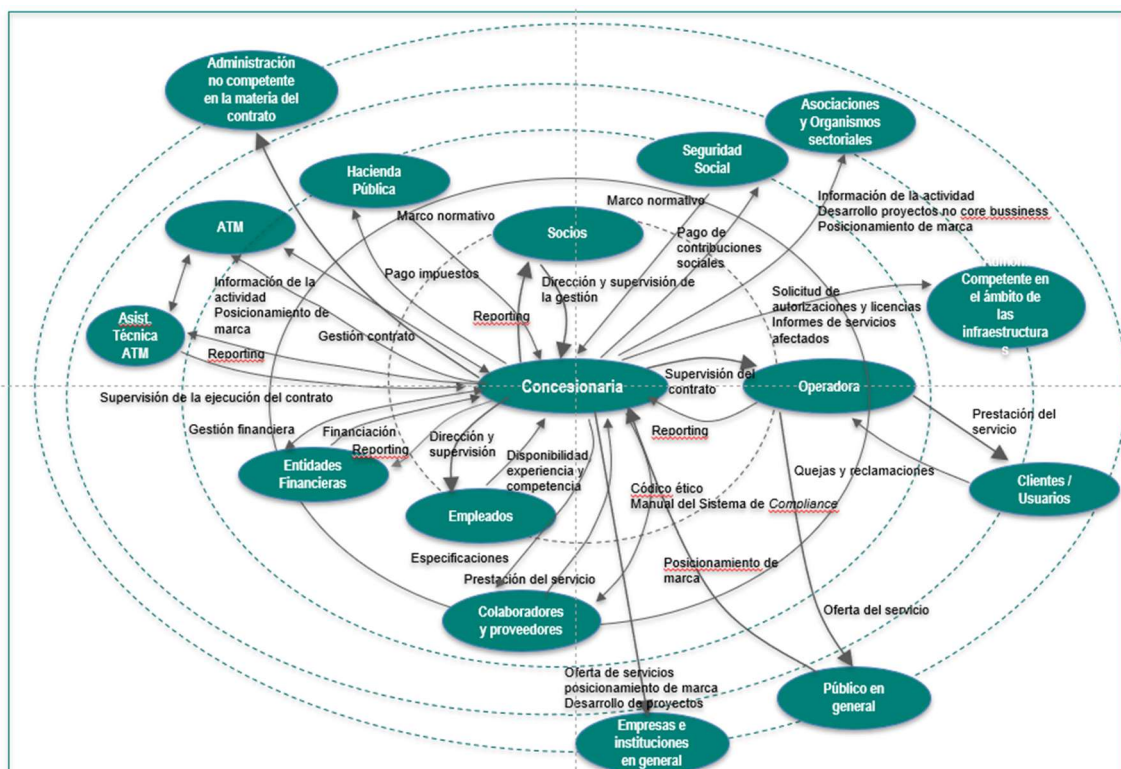 Administración
no competente
en la materia del
contrato
Asociaciones
y Organismos
sectoriales
Seguridad
Social
Hacienda
Pública
Información de la actividad
Desarrollo proyectos no core bussiness
Posicionamiento de marca
Marco normativo
Marco normativo
ATM
Socios
Pago de
contribuciones
sociales
Pago impuestos
Dirección y supervisión de
la gestión
Competente en
el ámbito de
las
infraestructura
s
Información de la
actividad
Posicionamiento de
marca
Solicitud de
autorizaciones y licencias
Informes de servicios
afectados
Asist.
Técnica
ATM
Reporting
Gestión contrato
Reporting
Supervisión de la ejecución del contrato
Concesionaria
Supervisión del
contrato
Operadora
Prestación del
servicio
Gestión financiera
Financiación
Reporting
Dirección y
supervisión
Reporting
Disponibilidad
experiencia y
competencia
Quejas y reclamaciones
Entidades
Financieras
Clientes /
Usuarios
Código ético
Manual del Sistema de Compliance
Empleados
Especificaciones
Prestación del servicio
Posicionamiento de
marca
Colaboradores
y proveedores
Oferta del servicio
Oferta de servicios
posicionamiento de marca
Desarrollo de proyectos
Público en
general
Empresas e
instituciones
en general